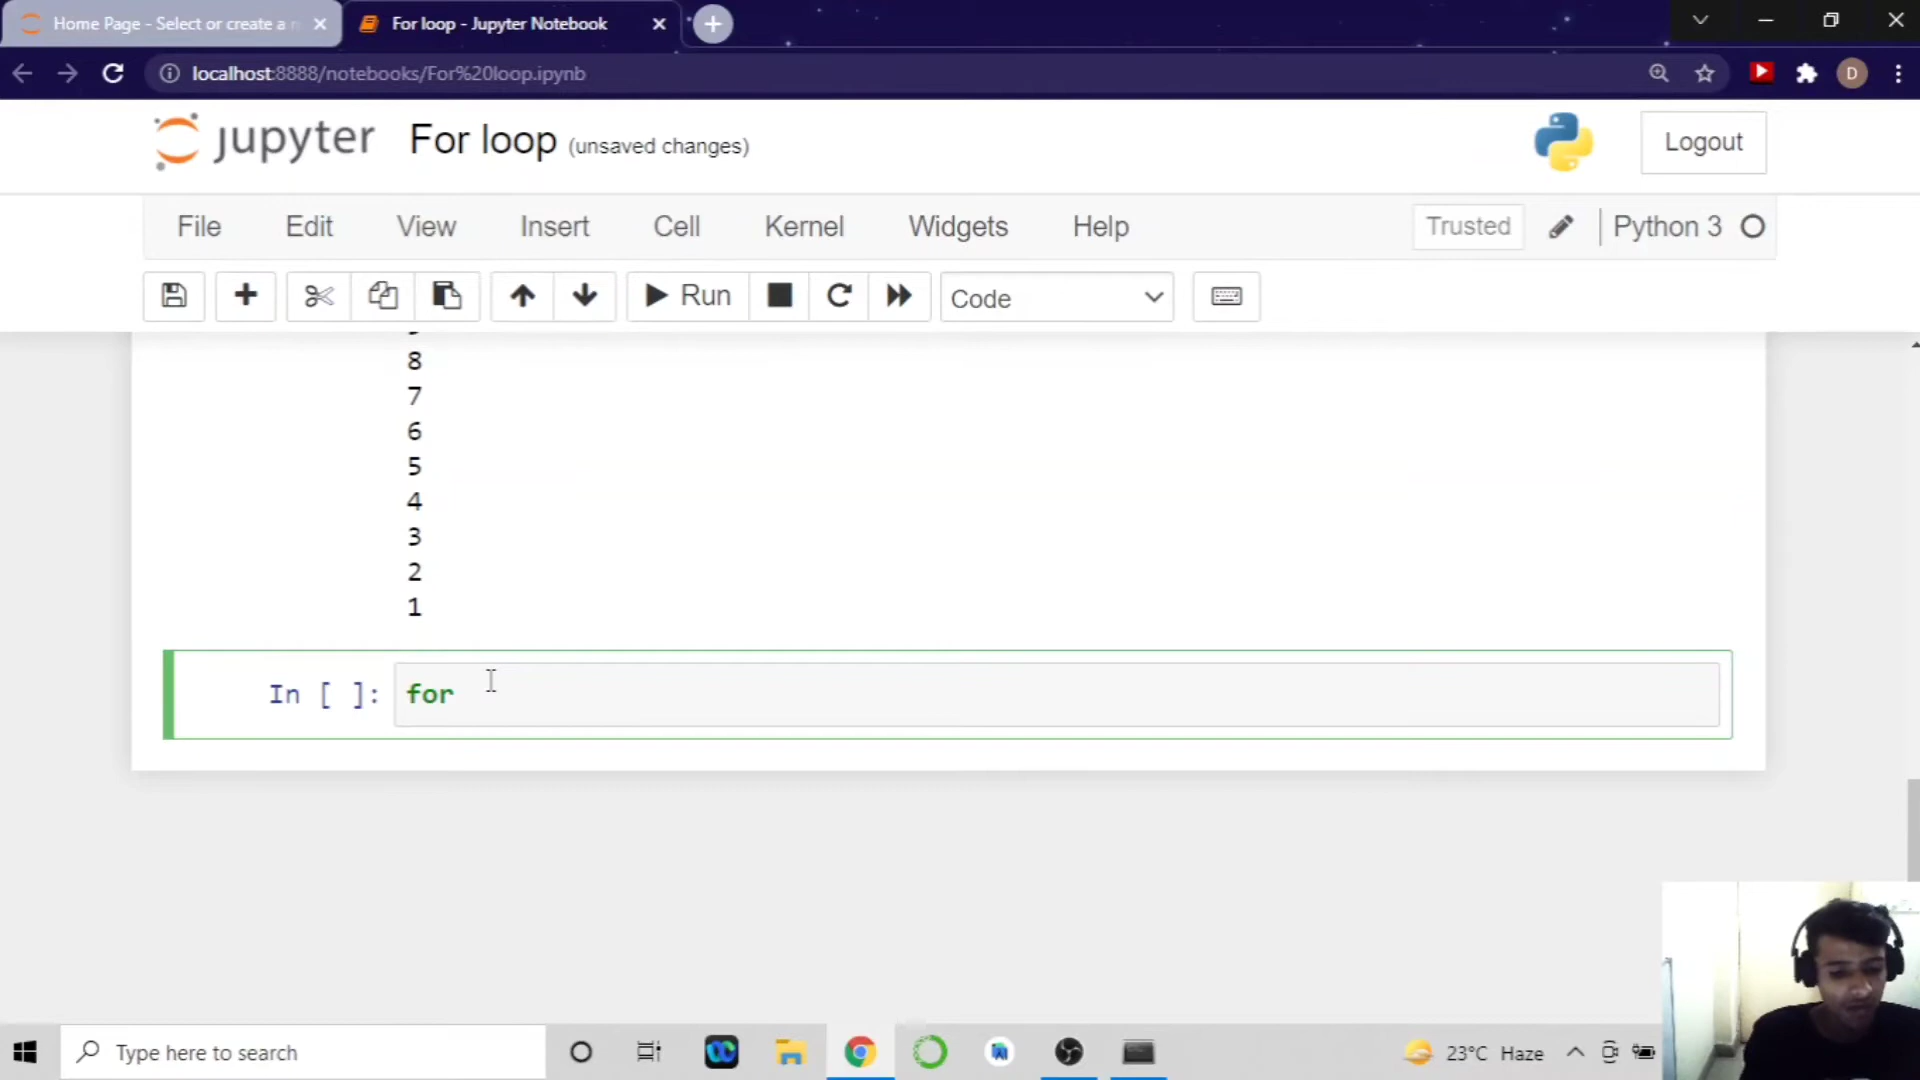 Home Page - Select or create a n
For loop - Jupyter Notebook
localhost:8888/notebooks/For%20loop.ipynb
D
jupyter For loop (unsaved changes)
Logout
File Edit View Insert Cell Kernel Widgets Help
Trusted Python 3
Run Code
8
7
6
5
4
3
2
1
In [ ]: for
Type here to search
23°C Haze